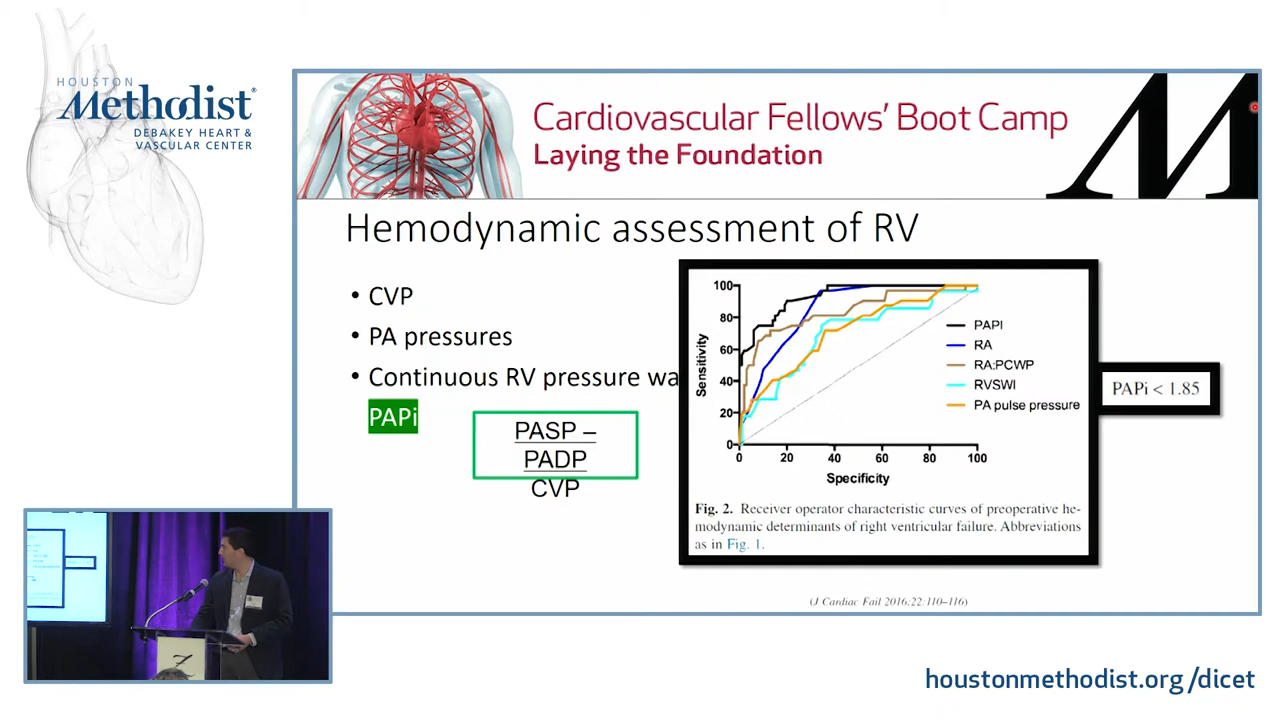 HOUSTON
Methodist®
DEBAKEY HEART &
VASCULAR CENTER
Cardiovascular Fellows' Boot Camp
Laying the Foundation
M
Hemodynamic assessment of RV
• CVP
• PA pressures
• Continuous RV pressure wa
PAPi
PASP –
PADP
CVP
100
80
60
40
20
0
Sensitivity
0 20 40 60 80 100
Specificity
PAPI
RA
RA:PCWP
RVSWI
PA pulse pressure
Fig. 2. Receiver operator characteristic curves of preoperative he-
modynamic determinants of right ventricular failure. Abbreviations
as in Fig. 1.
PAPi < 1.85
(J Cardiac Fail 2016;22:110–116)
houstonmethodist.org/dicet